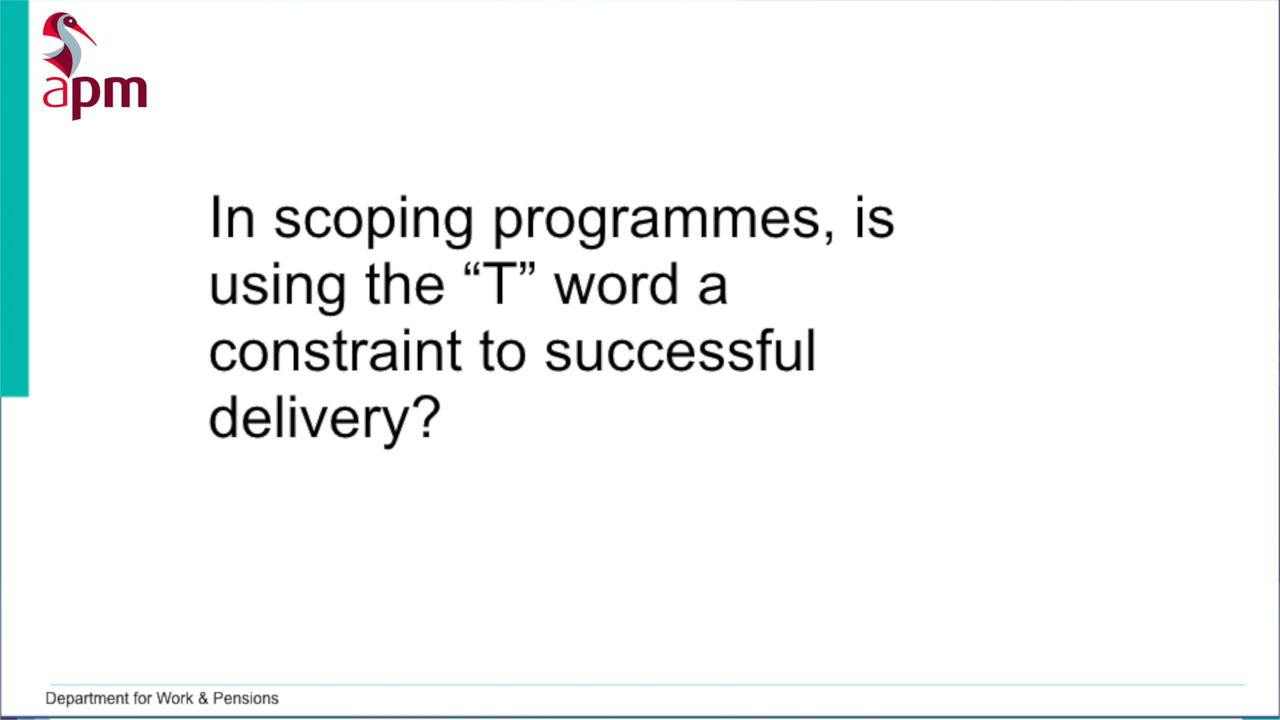 apm
In scoping programmes, is
using the “T” word a
constraint to successful
delivery?
Department for Work & Pensions